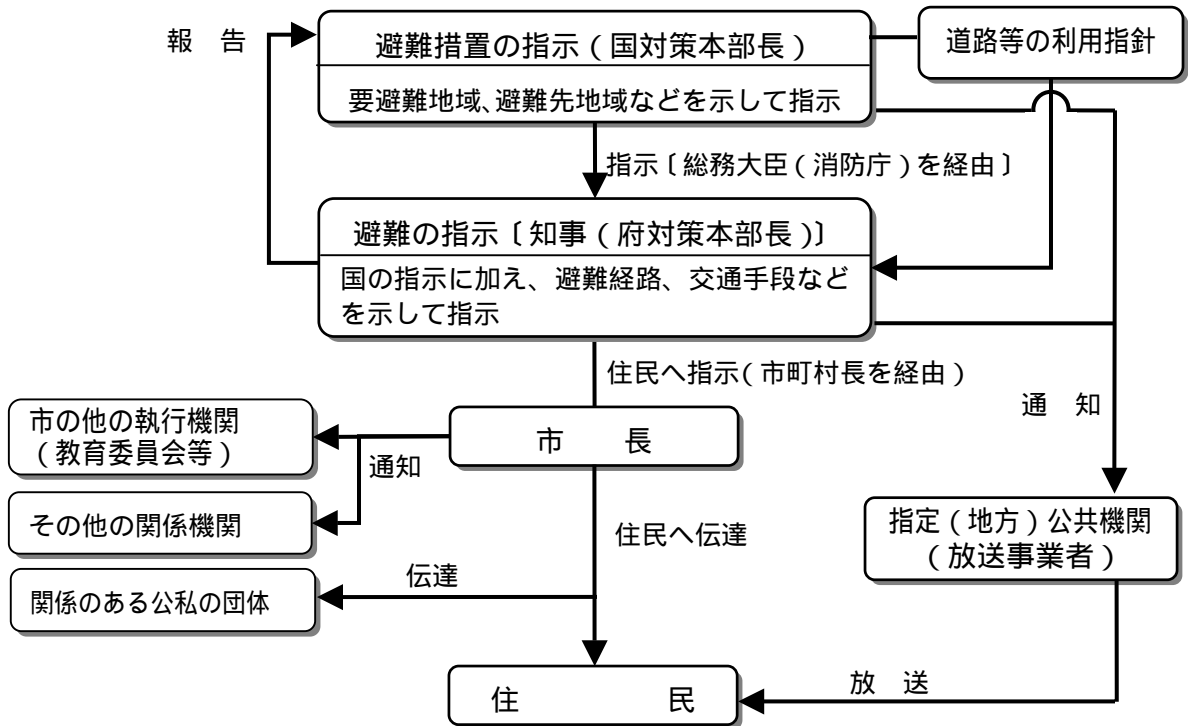 報　告
避難措置の指示（国対策本部長）
道路等の利用指針
要避難地域、避難先地域などを示して指示
指示〔総務大臣（消防庁）を経由〕
避難の指示〔知事（府対策本部長）〕
国の指示に加え、避難経路、交通手段など
を示して指示
住民へ指示（市町村長を経由）
通　知
市の他の執行機関
（教育委員会等）
市　　長
通知
その他の関係機関
住民へ伝達
指定（地方）公共機関
（放送事業者）
伝達
関係のある公私の団体
住　　　民
放　送